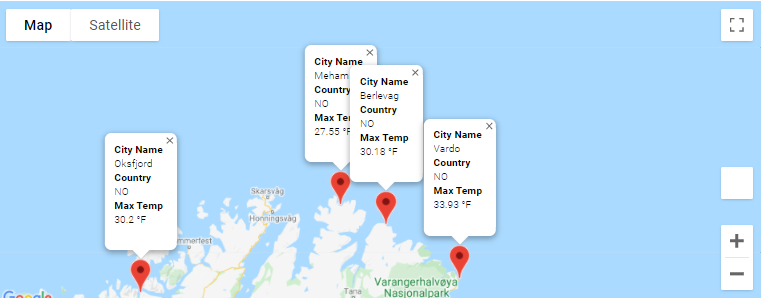 Map
Satellite
City Name
Meham
Country
NO
Max Temp
27.55 °F
City Name
Berlevag
Country
NO
Max Temp
30.18 °F
City Name
Vardo
Country
NO
Max Temp
33.93 °F
City Name
Oksfjord
Country
NO
Max Temp
30.2 °F
Skarsvåg
Honningsvåg
Tana
Varangerhalvøya
Nasjonalpark
Google